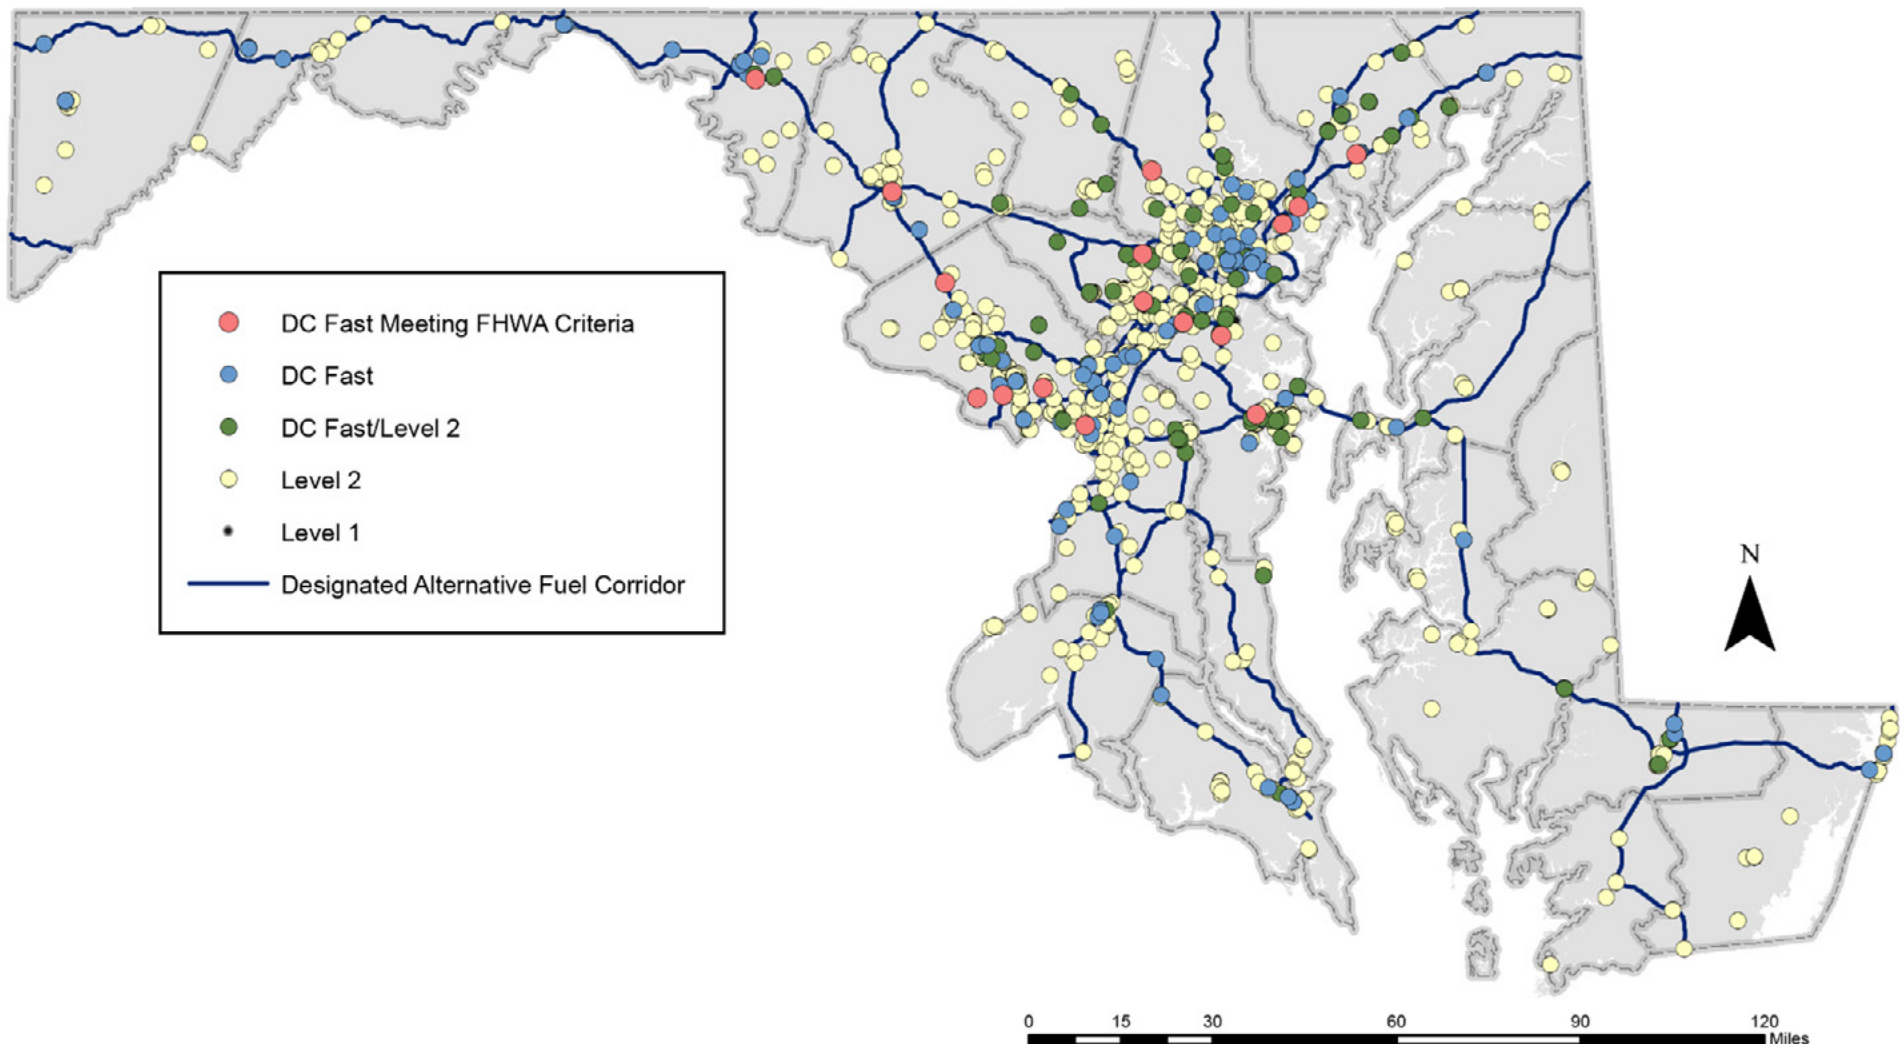 DC Fast Meeting FHWA Criteria
DC Fast
DC Fast/Level 2
Level 2
Level 1
Designated Alternative Fuel Corridor
N
0 15 30 60 90 120
Miles